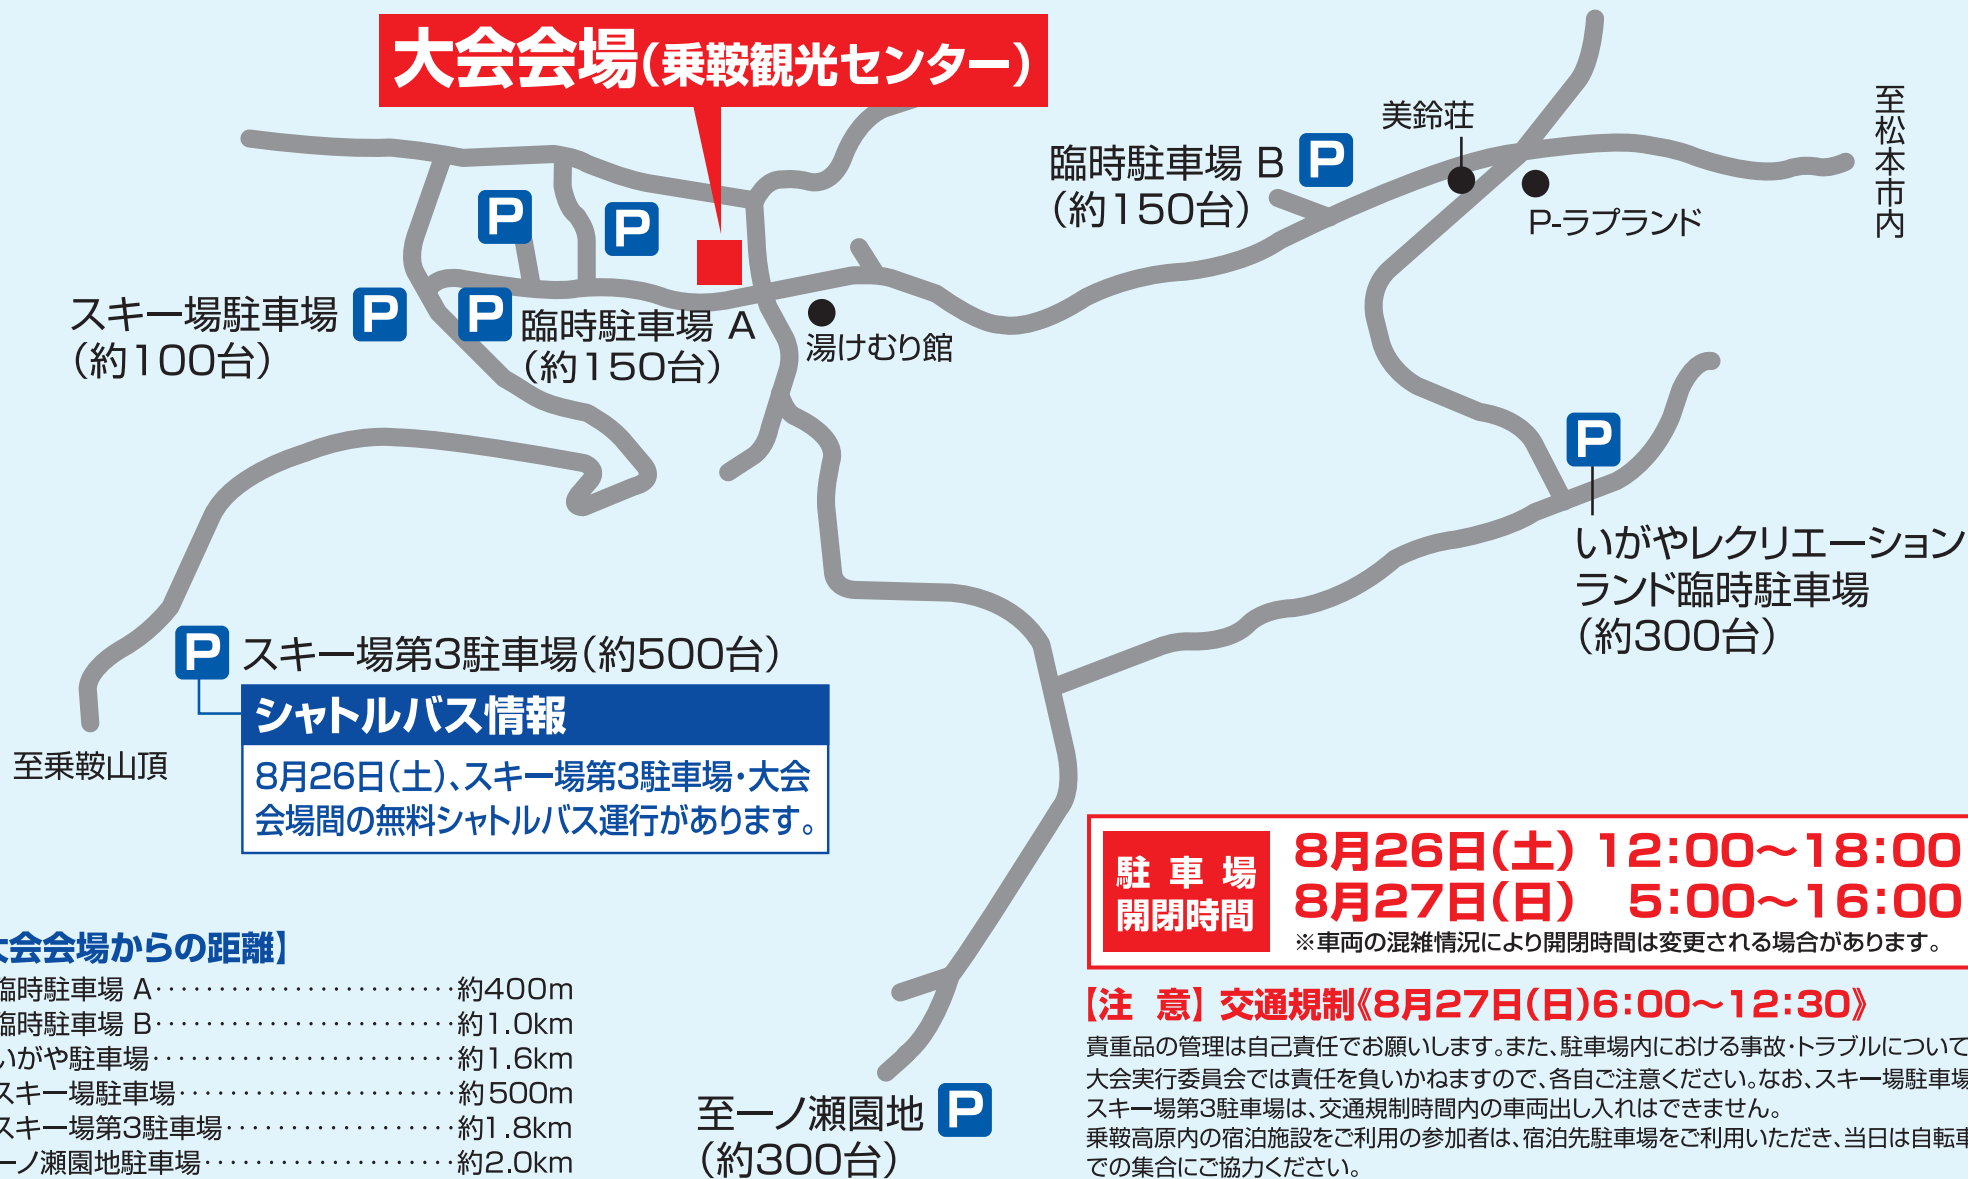 大会会場(乗鞍観光センター)
美鈴荘
至松本市内
臨時駐車場 B P
(約150台)
P-ラプランド
P
P
スキー場駐車場 P
(約100台)
P 臨時駐車場 A
(約150台)
湯けむり館
P
いがやレクリエーション
ランド臨時駐車場
(約300台)
P スキー場第3駐車場(約500台)
シャトルバス情報
8月26日(土)、スキー場第3駐車場・大会
会場間の無料シャトルバス運行があります。
至乗鞍山頂
駐車場
開閉時間
8月26日(土) 12:00〜18:00
8月27日(日) 5:00〜16:00
※車両の混雑情況により開閉時間は変更される場合があります。
大会会場からの距離】
臨時駐車場 A・・・・・・・・・・・・・・・・・・・・・・・・約400m
臨時駐車場 B・・・・・・・・・・・・・・・・・・・・・・・・約1.0km
いがや駐車場・・・・・・・・・・・・・・・・・・・・・・・・約1.6km
スキー場駐車場・・・・・・・・・・・・・・・・・・・・・・約500m
スキー場第3駐車場・・・・・・・・・・・・・・・・・・約1.8km
一ノ瀬園地駐車場・・・・・・・・・・・・・・・・・・・・約2.0km
至一ノ瀬園地 P
(約300台)
【注 意】 交通規制《8月27日(日)6:00〜12:30》
貴重品の管理は自己責任でお願いします。また、駐車場内における事故・トラブルについて
大会実行委員会では責任を負いかねますので、各自ご注意ください。なお、スキー場駐車場
スキー場第3駐車場は、交通規制時間内の車両出し入れはできません。
乗鞍高原内の宿泊施設をご利用の参加者は、宿泊先駐車場をご利用いただき、当日は自転車
での集合にご協力ください。